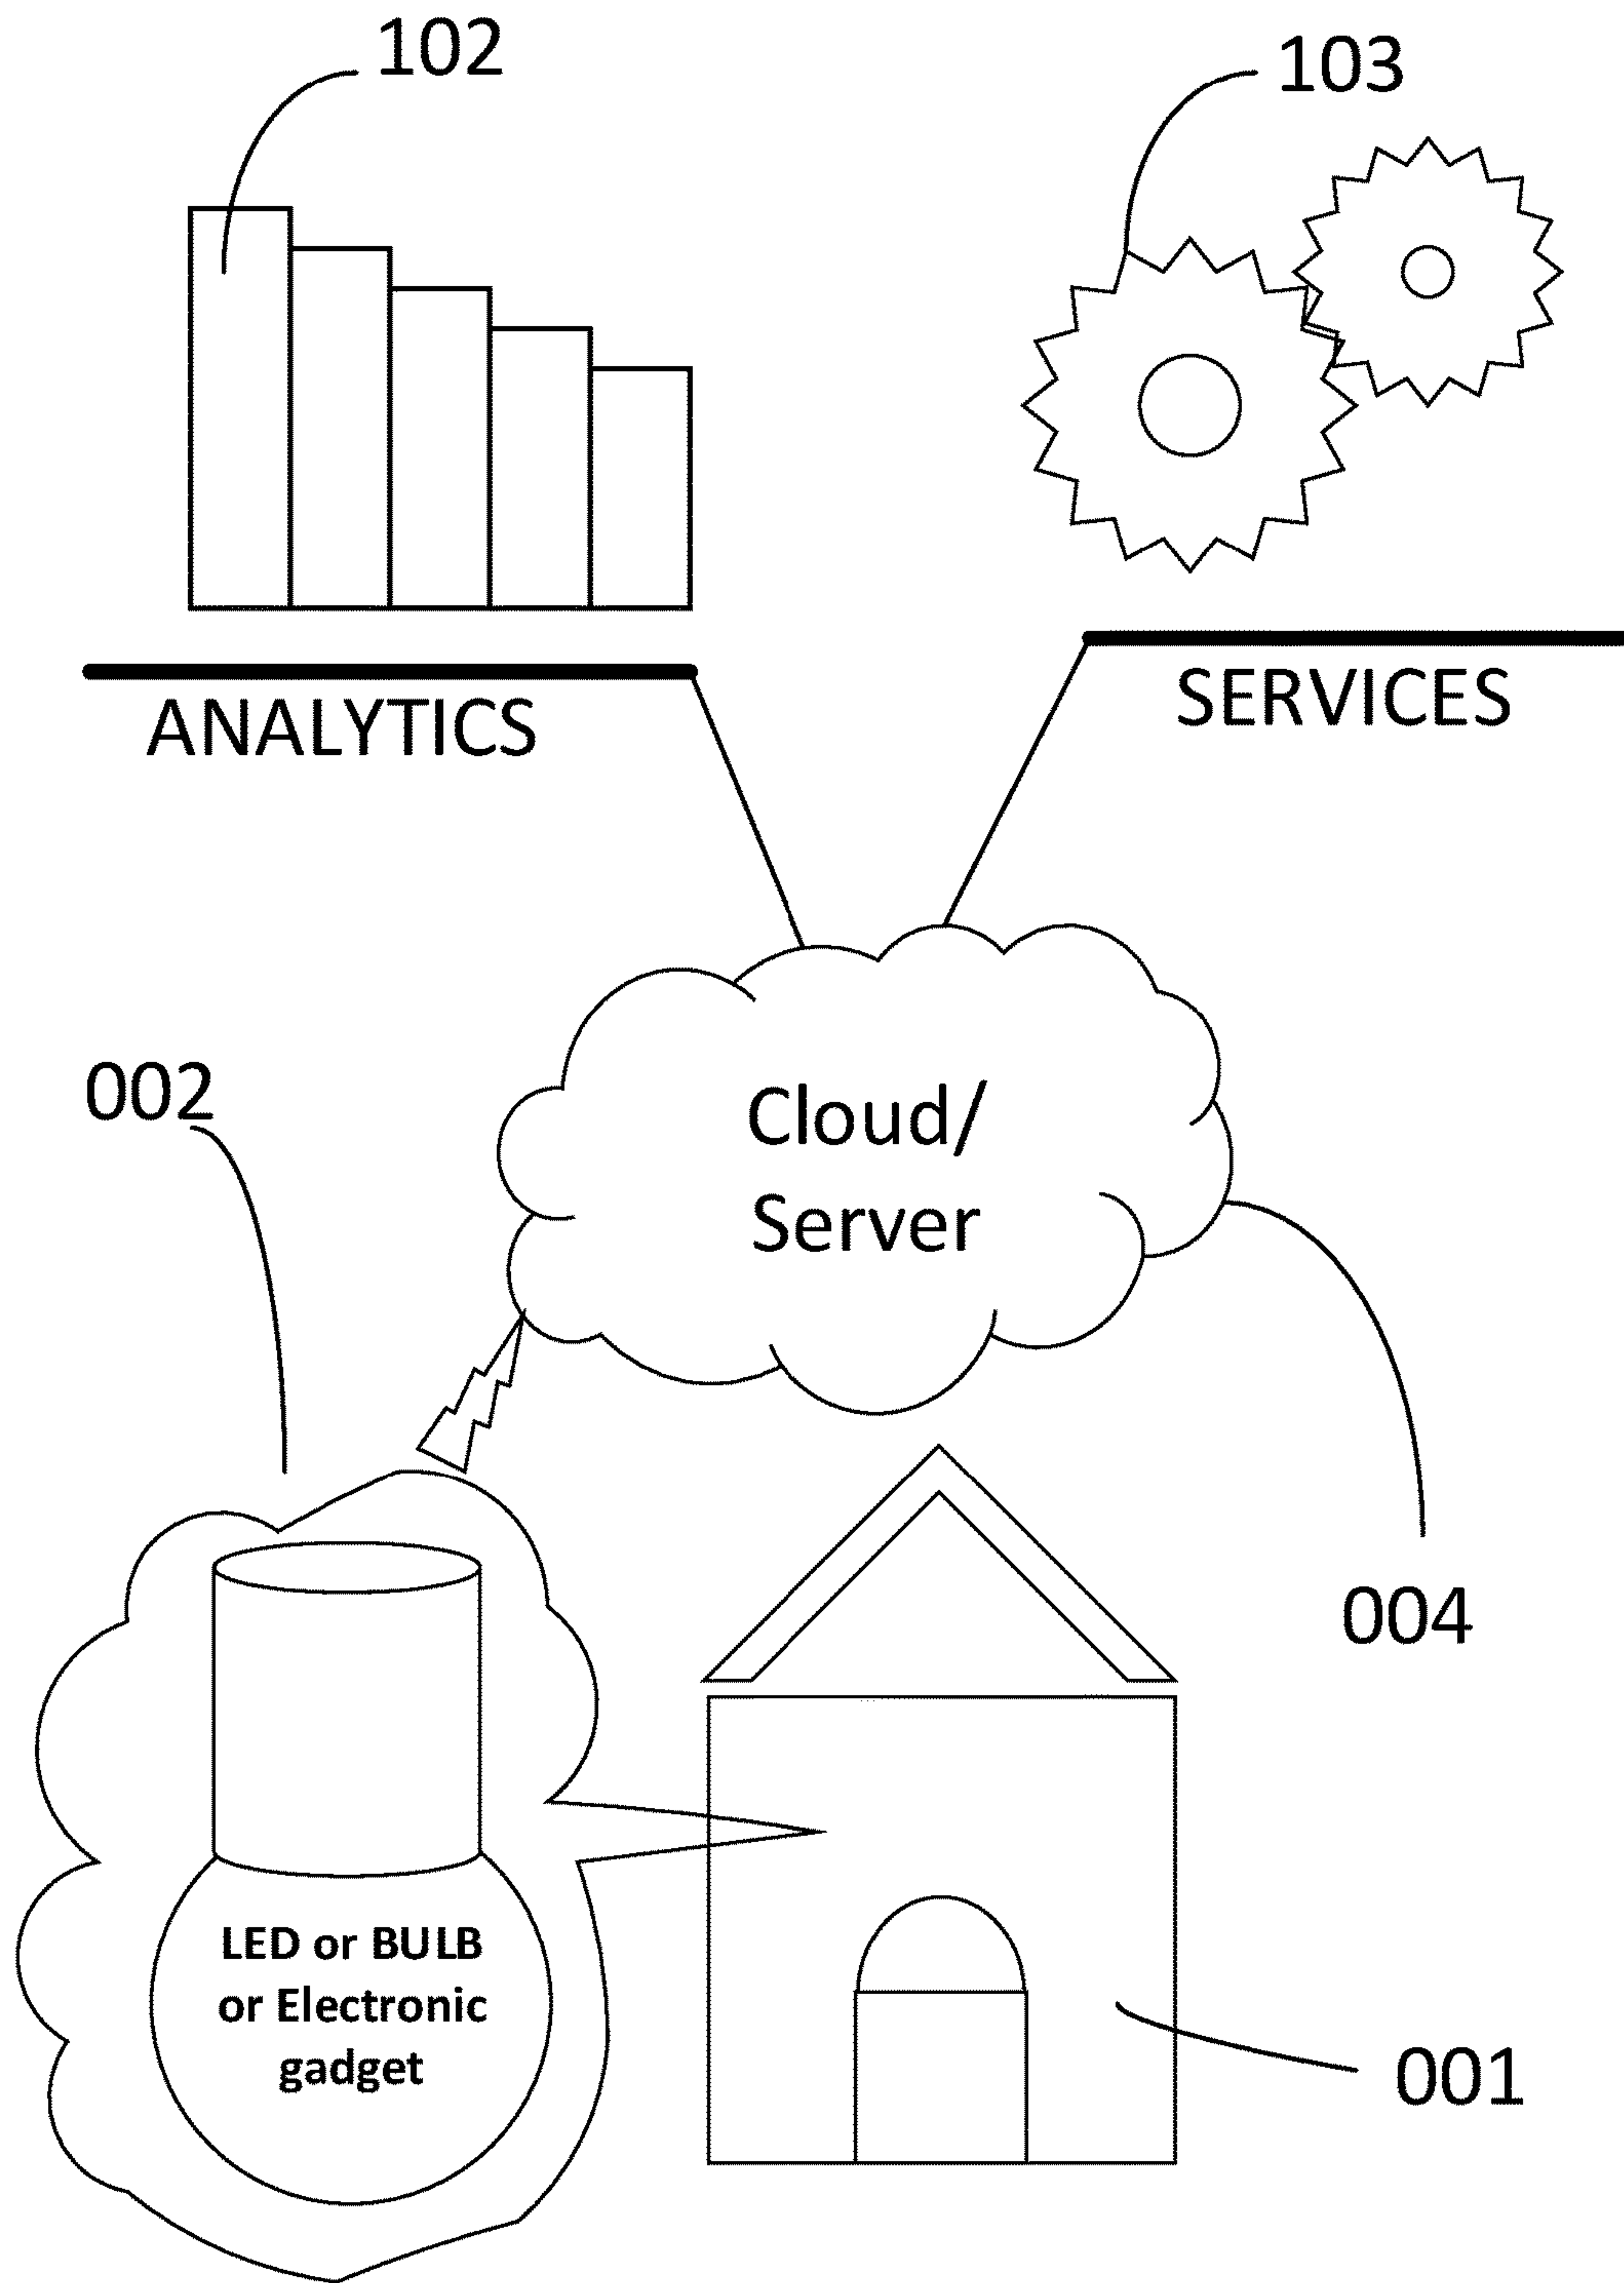 102
103
ANALYTICS
SERVICES
002
Cloud/
Server
004
LED or BULB
or Electronic
gadget
001